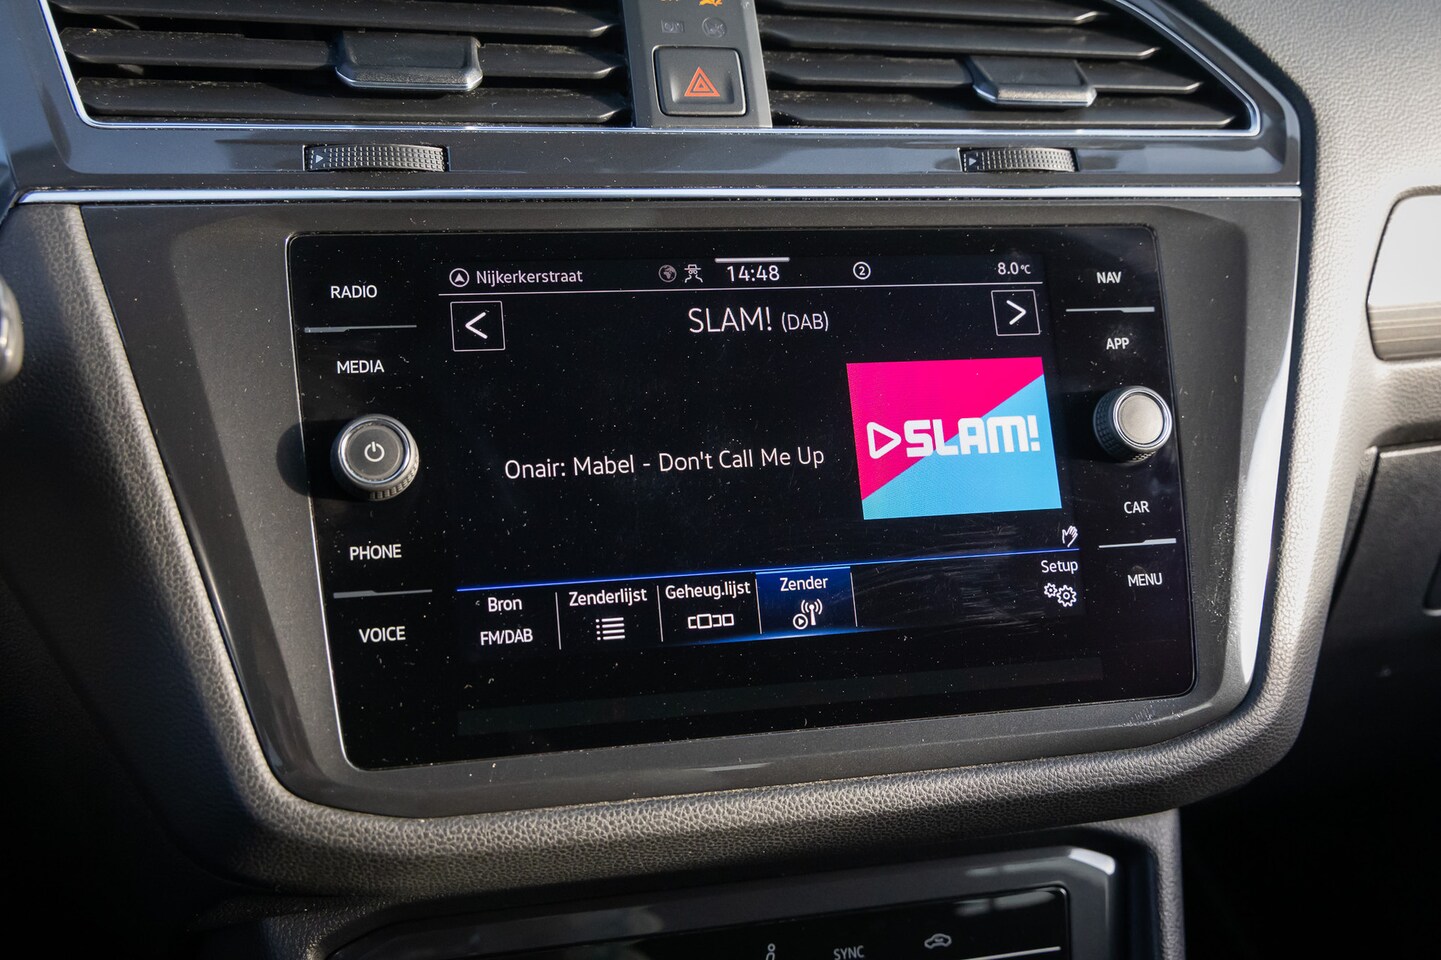 Nijkerkerstraat
14:48
2
8.0°C
RADIO
NAV
SLAM! (DAB)
MEDIA
APP
SLAM!
Onair: Mabel - Don't Call Me Up
CAR
PHONE
Setup
MENU
Bron
Zenderlijst
Geheug.lijst
Zender
FM/DAB
VOICE
SYNC